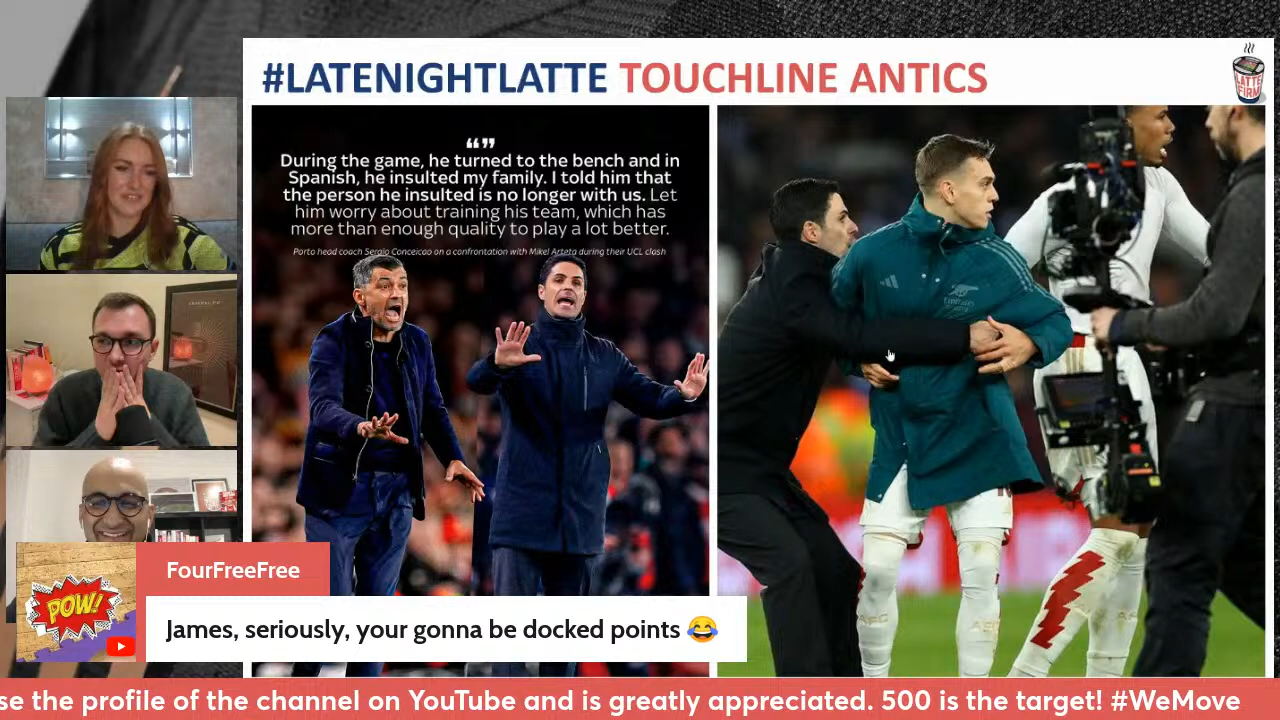 #LATENIGHTLATTE TOUCHLINE ANTICS
LATTE
FIRM
“”
During the game, he turned to the bench and in
Spanish, he insulted my family. I told him that
the person he insulted is no longer with us. Let
him worry about training his team, which has
more than enough quality to play a lot better.
Porto head coach Sergio Conceicao on a confrontation with Mikel Arteta during their UCL clash
Arsenal
POW!
FourFreeFree
James, seriously, your gonna be docked points 😂
se the profile of the channel on YouTube and is greatly appreciated. 500 is the target! #WeMove